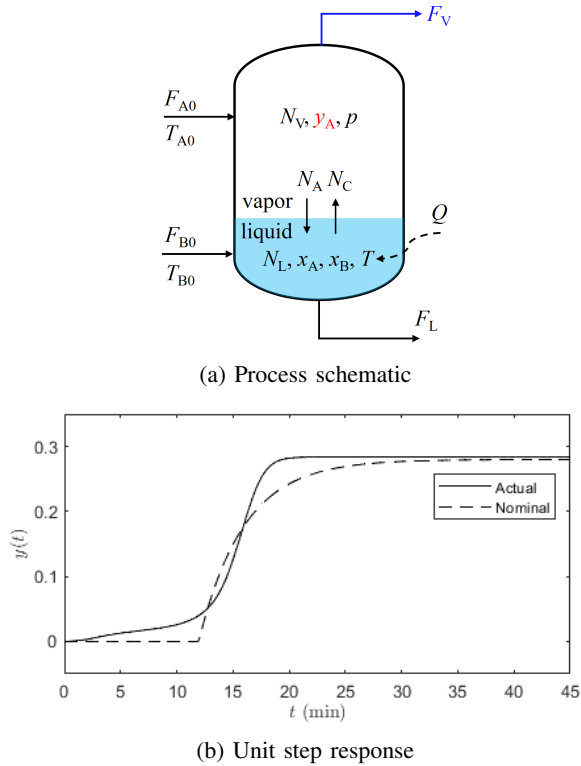 F_V
F_A0
T_A0
N_V, y_A, p
N_A N_C
vapor
liquid
Q
F_B0
T_B0
N_L, x_A, x_B, T
F_L
(a) Process schematic
0.3
0.2
0.1
0
y(t)
Actual
Nominal
0 5 10 15 20 25 30 35 40 45
t (min)
(b) Unit step response